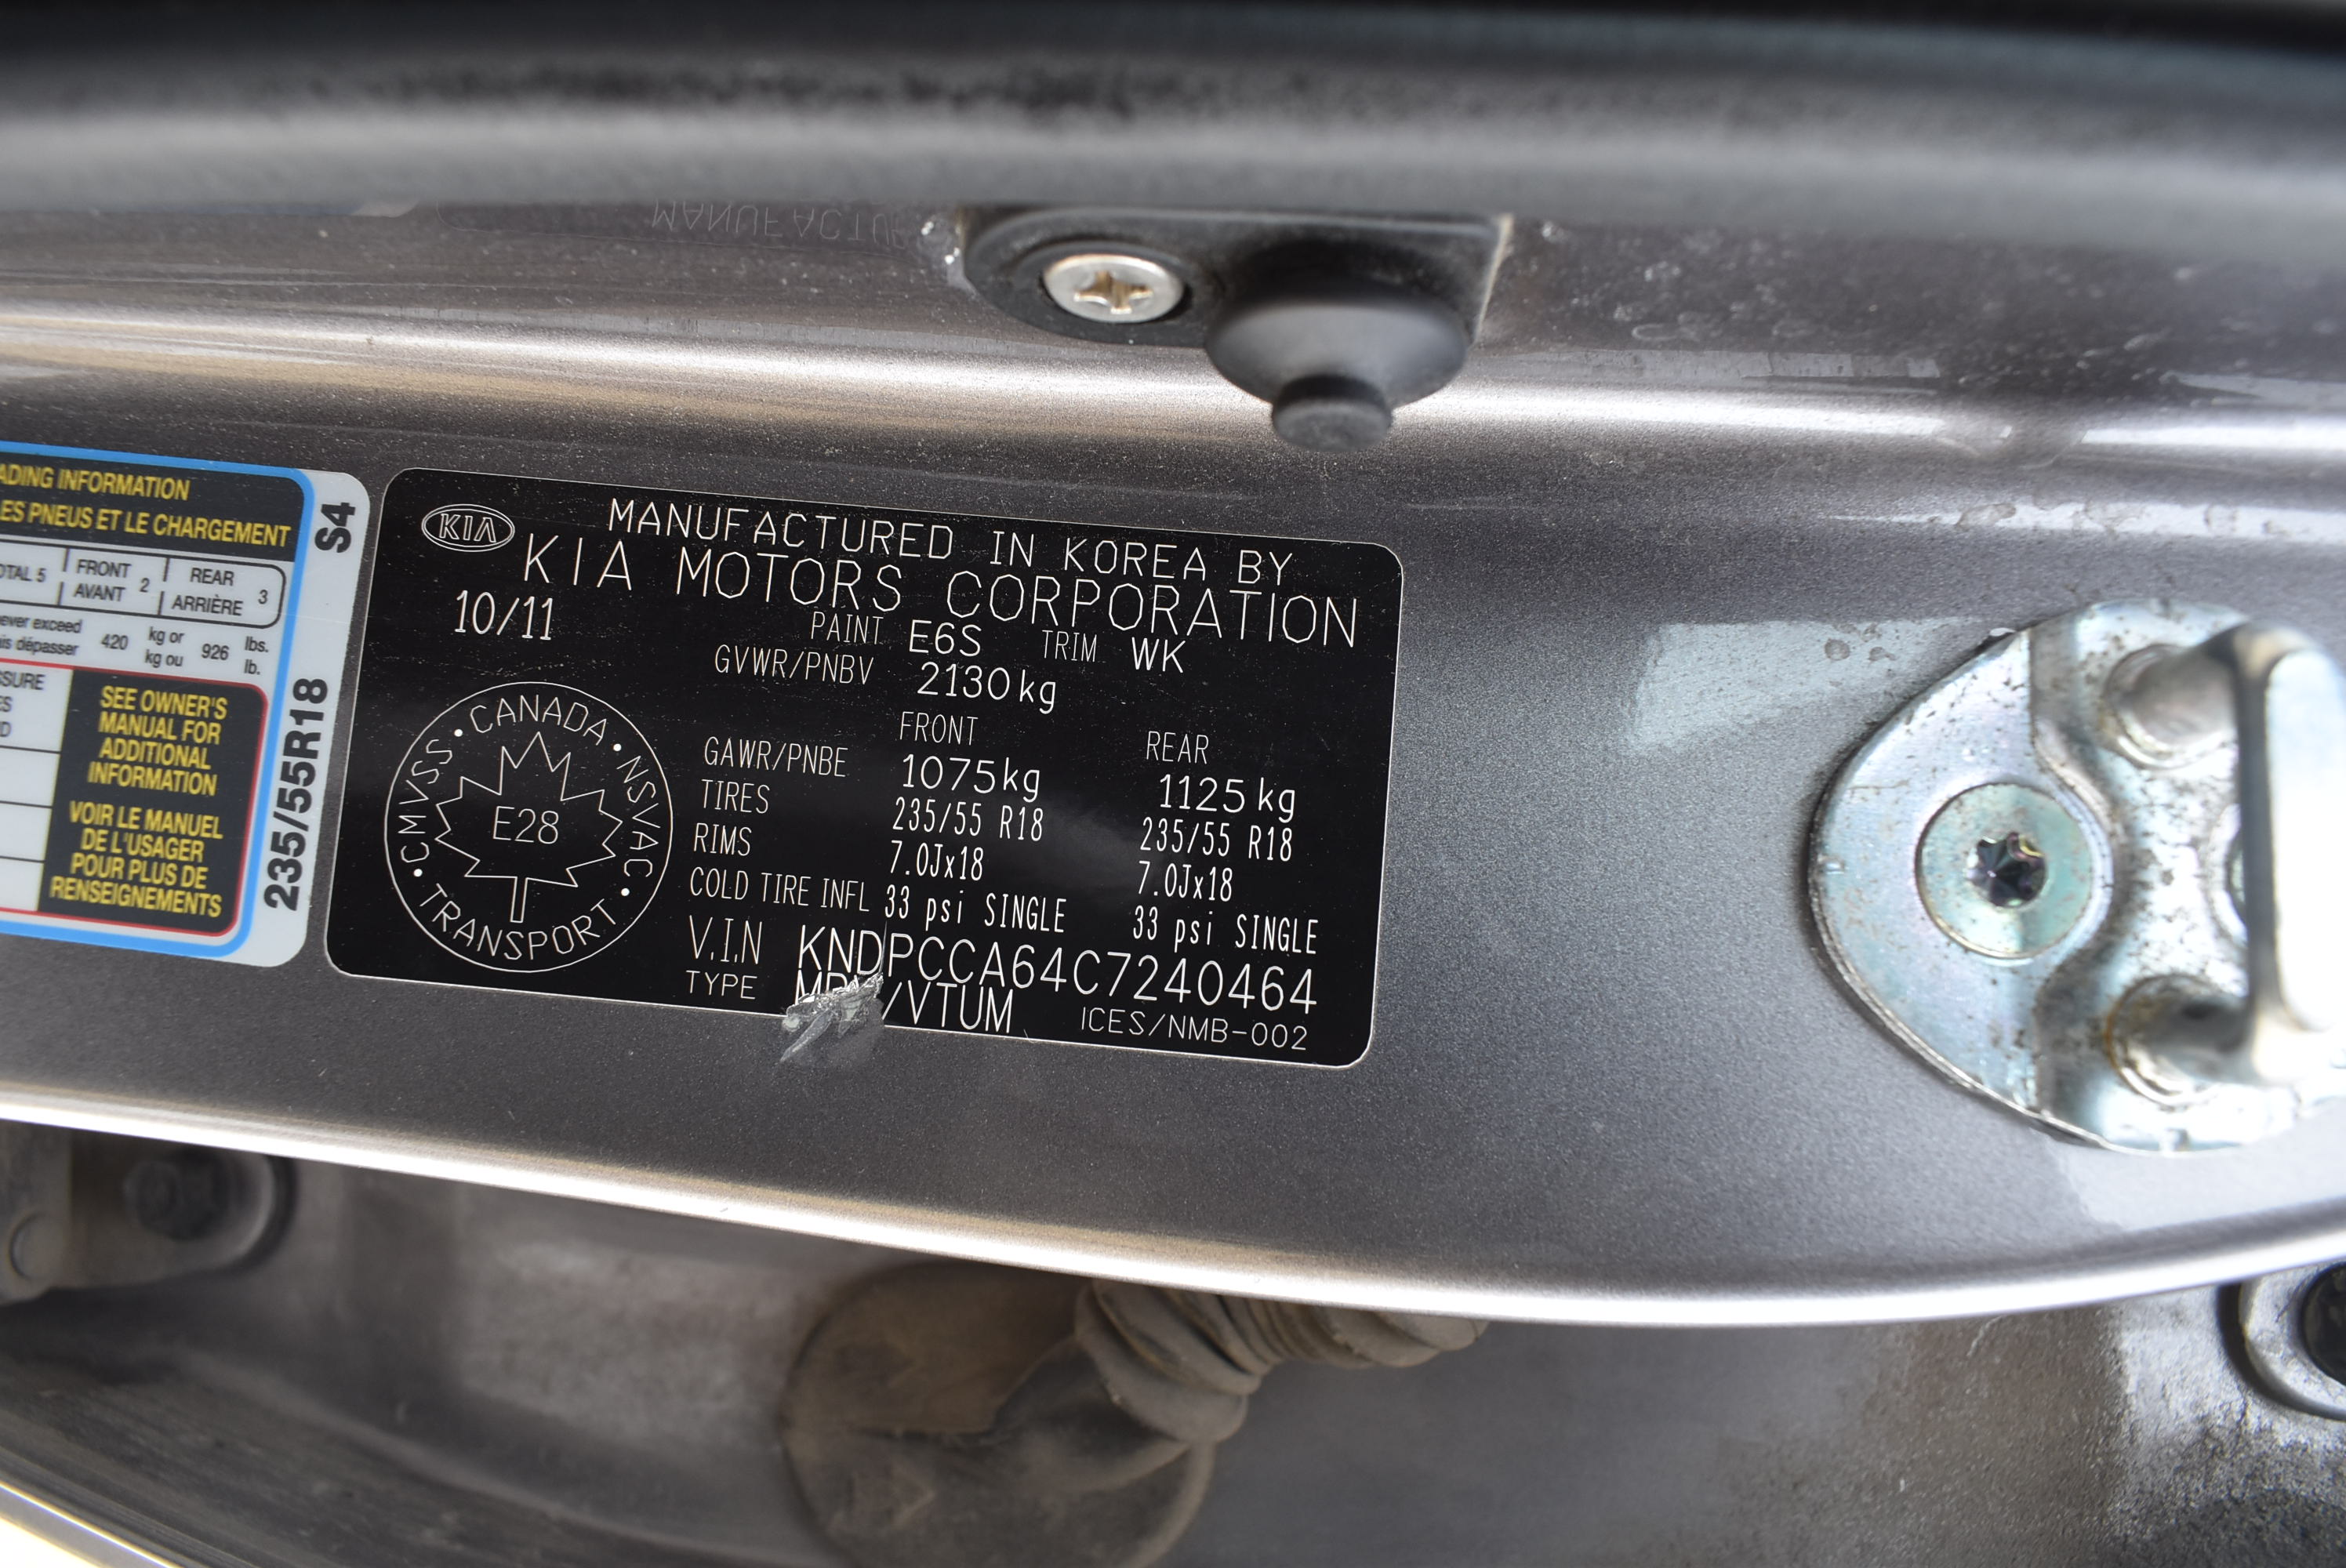 ADING INFORMATION
LES PNEUS ET LE CHARGEMENT
OTAL 5 FRONT AVANT 2 REAR ARRIÈRE 3
never exceed
ais dépasser 420 kg or kg ou 926 lbs. lb.
SSURE
ES
D
SEE OWNER'S
MANUAL FOR
ADDITIONAL
INFORMATION
VOIR LE MANUEL
DE L'USAGER
POUR PLUS DE
RENSEIGNEMENTS
S4
235/55R18
MANUFACTU
KIA
MANUFACTURED IN KOREA BY
KIA MOTORS CORPORATION
10/11
PAINT E6S TRIM WK
GVWR/PNBV 2130kg
FRONT REAR
GAWR/PNBE 1075kg 1125kg
TIRES 235/55 R18 235/55 R18
RIMS 7.0Jx18 7.0Jx18
COLD TIRE INFL 33 psi SINGLE 33 psi SINGLE
V.I.N KNDPCCA64C7240464
TYPE /VTUM ICES/NMB-002
CANADA • NSVAC • TRANSPORT • CMVSS •
E28